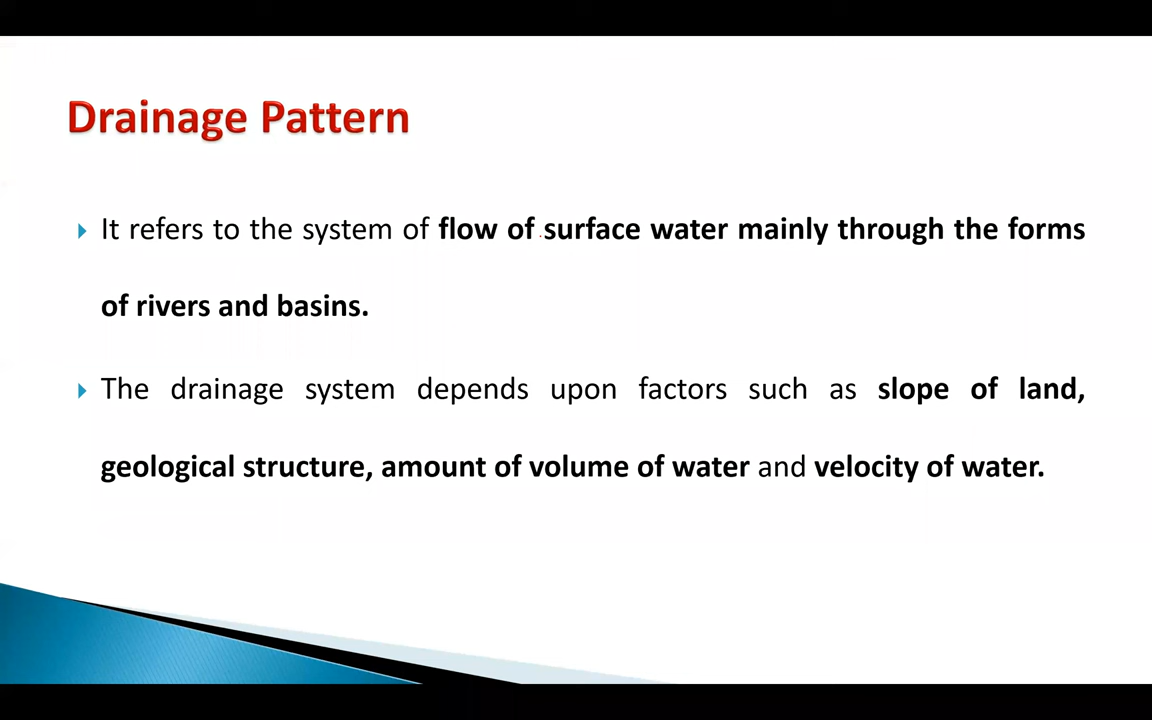 Drainage Pattern
It refers to the system of flow of surface water mainly through the forms
of rivers and basins.
The drainage system depends upon factors such as slope of land,
geological structure, amount of volume of water and velocity of water.